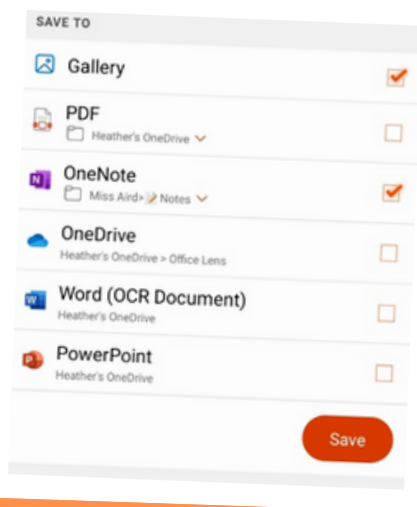 SAVE TO
Gallery
PDF
Heather's OneDrive
OneNote
Miss Aird> 📝 Notes
OneDrive
Heather's OneDrive > Office Lens
Word (OCR Document)
Heather's OneDrive
PowerPoint
Heather's OneDrive
Save